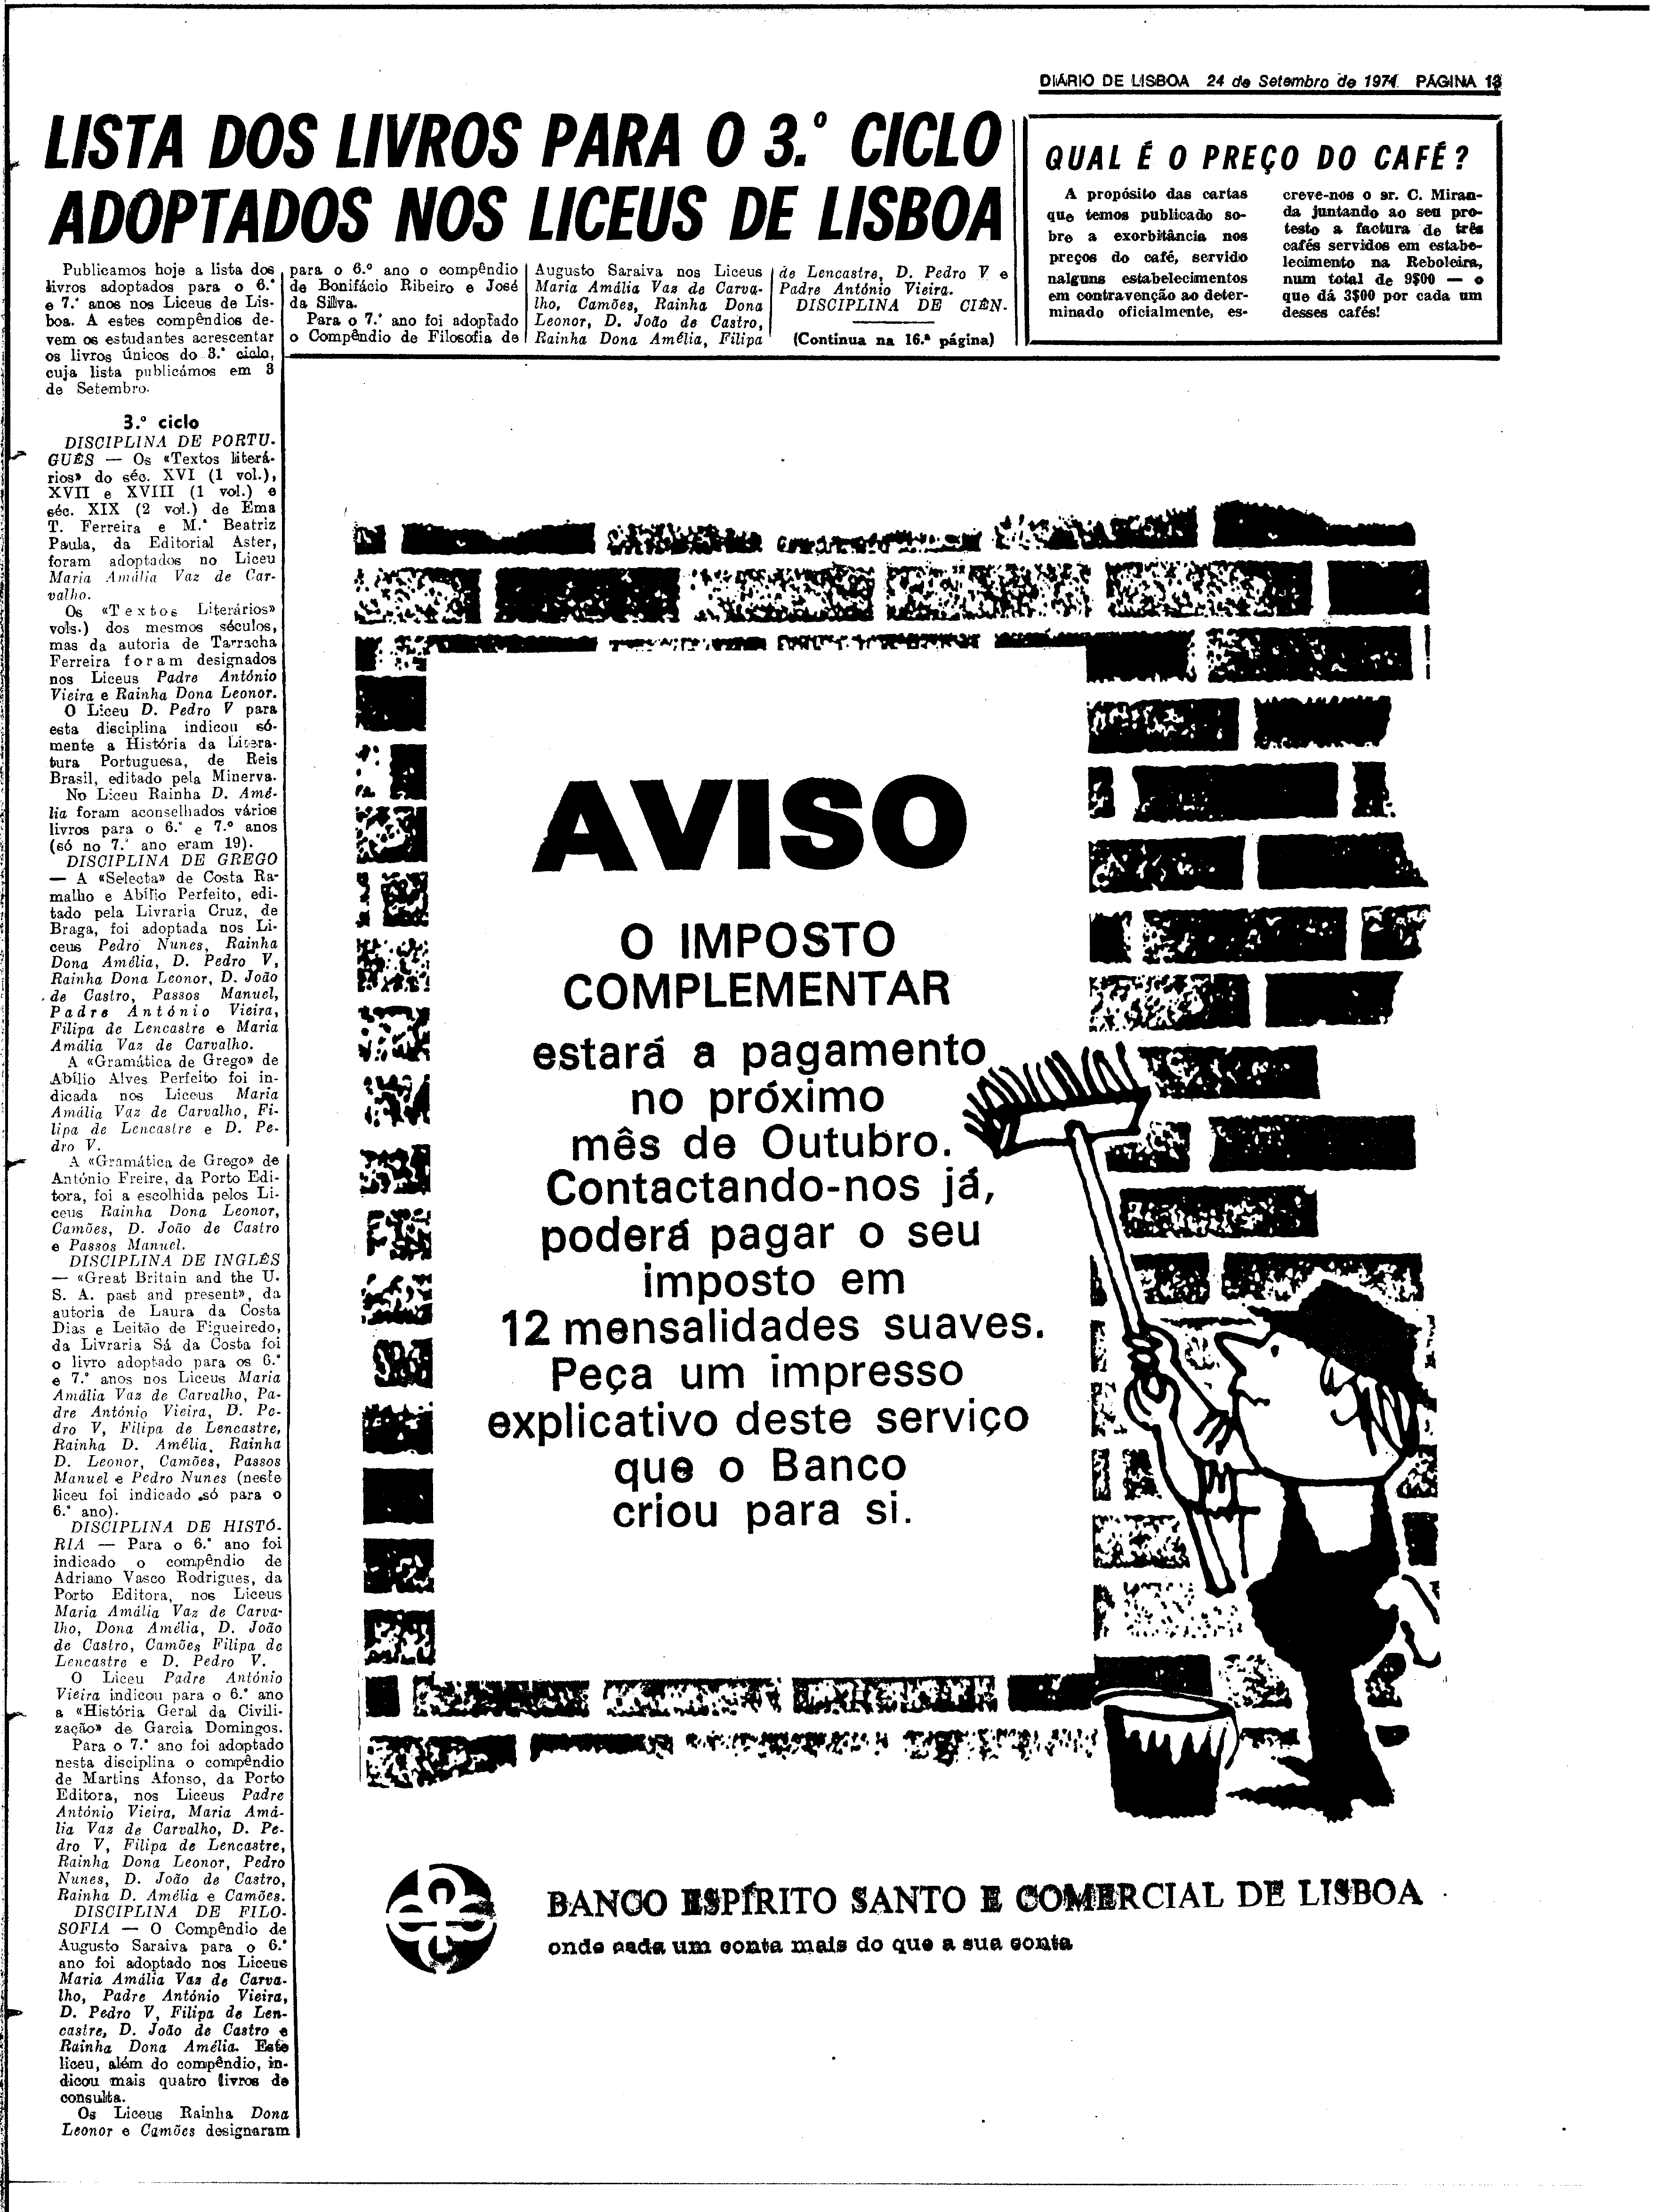 DIÁRIO DE LISBOA 24 de Setembro de 1971 PÁGINA 13
LISTA DOS LIVROS PARA O 3.º CICLO
ADOPTADOS NOS LICEUS DE LISBOA
Publicamos hoje a lista dos
livros adoptados para o 6.º
e 7.º anos nos Liceus de Lis-
boa. A estes compêndios de-
vem os estudantes acrescentar
os livros únicos do 3.º ciclo,
cuja lista publicámos em 3
de Setembro.
3.º ciclo
DISCIPLINA DE PORTU-
GUÊS — Os «Textos literá-
rios» do séc. XVI (1 vol.),
XVII e XVIII (1 vol.) e
séc. XIX (2 vol.) de Ema
T. Ferreira e M.ª Beatriz
Paula, da Editorial Aster,
foram adoptados no Liceu
Maria Amália Vaz de Car-
valho.
Os «Textos Literários»
vols.) dos mesmos séculos,
mas da autoria de Tarracha
Ferreira foram designados
nos Liceus Padre António
Vieira e Rainha Dona Leonor.
O Liceu D. Pedro V para
esta disciplina indicou só-
mente a História da Litera-
tura Portuguesa, de Reis
Brasil, editado pela Minerva.
No Liceu Rainha D. Amé-
lia foram aconselhados vários
livros para o 6.º e 7.º anos
(só no 7.º ano eram 19).
DISCIPLINA DE GREGO
— A «Selecta» de Costa Ra-
malho e Abílio Perfeito, edi-
tado pela Livraria Cruz, de
Braga, foi adoptada nos Li-
ceus Pedro Nunes, Rainha
Dona Amélia, D. Pedro V,
Rainha Dona Leonor, D. João
de Castro, Passos Manuel,
Padre António Vieira,
Filipa de Lencastre e Maria
Amália Vaz de Carvalho.
A «Gramática de Grego» de
Abílio Alves Perfeito foi in-
dicada nos Liceus Maria
Amália Vaz de Carvalho, Fi-
lipa de Lencastre e D. Pe-
dro V.
A «Gramática de Grego» de
António Freire, da Porto Edi-
tora, foi a escolhida pelos Li-
ceus Rainha Dona Leonor,
Camões, D. João de Castro
e Passos Manuel.
DISCIPLINA DE INGLÊS
— «Great Britain and the U.
S. A. past and present», da
autoria de Laura da Costa
Dias e Leitão de Figueiredo,
da Livraria Sá da Costa foi
o livro adoptado para os 6.º
e 7.º anos nos Liceus Maria
Amália Vaz de Carvalho, Pa-
dre António Vieira, D. Pe-
dro V, Filipa de Lencastre,
Rainha D. Amélia, Rainha
D. Leonor, Camões, Passos
Manuel e Pedro Nunes (neste
liceu foi indicado só para o
6.º ano).
DISCIPLINA DE HISTÓ-
RIA — Para o 6.º ano foi
indicado o compêndio de
Adriano Vasco Rodrigues, da
Porto Editora, nos Liceus
Maria Amália Vaz de Carva-
lho, Dona Amélia, D. João
de Castro, Camões Filipa de
Lencastre e D. Pedro V.
O Liceu Padre António
Vieira indicou para o 6.º ano
a «História Geral da Civili-
zação» de Garcia Domingos.
Para o 7.º ano foi adoptado
nesta disciplina o compêndio
de Martins Afonso, da Porto
Editora, nos Liceus Padre
António Vieira, Maria Amá-
lia Vaz de Carvalho, D. Pe-
dro V, Filipa de Lencastre,
Rainha Dona Leonor, Pedro
Nunes, D. João de Castro,
Rainha D. Amélia e Camões.
DISCIPLINA DE FILO-
SOFIA — O Compêndio de
Augusto Saraiva para o 6.º
ano foi adoptado nos Liceus
Maria Amália Vaz de Carva-
lho, Padre António Vieira,
D. Pedro V, Filipa de Len-
castre, D. João de Castro e
Rainha Dona Amélia. Este
liceu, além do compêndio, in-
dicou mais quatro livros de
consulta.
Os Liceus Rainha Dona
Leonor e Camões designaram
para o 6.º ano o compêndio
de Bonifácio Ribeiro e José
da Silva.
Para o 7.º ano foi adoptado
o Compêndio de Filosofia de
Augusto Saraiva nos Liceus
Maria Amália Vaz de Carva-
lho, Camões, Rainha Dona
Leonor, D. João de Castro,
Rainha Dona Amélia, Filipa
de Lencastre, D. Pedro V e
Padre António Vieira.
DISCIPLINA DE CIÊN-
(Continua na 16.ª página)
QUAL É O PREÇO DO CAFÉ?
A propósito das cartas
que temos publicado so-
bre a exorbitância nos
preços do café, servido
nalguns estabelecimentos
em contravenção ao deter-
minado oficialmente, es-
creve-nos o sr. C. Miran-
da juntando ao seu pro-
testo a factura de três
cafés servidos em estabe-
lecimento na Reboleira,
num total de 9$00 — o
que dá 3$00 por cada um
desses cafés!
AVISO
O IMPOSTO
COMPLEMENTAR
estará a pagamento
no próximo
mês de Outubro.
Contactando-nos já,
poderá pagar o seu
imposto em
12 mensalidades suaves.
Peça um impresso
explicativo deste serviço
que o Banco
criou para si.
BANCO ESPÍRITO SANTO E COMERCIAL DE LISBOA
onde cada um conta mais do que a sua conta